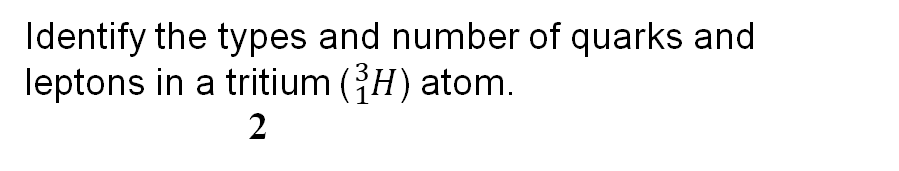 Identify the types and number of quarks and
leptons in a tritium (³₁H) atom.
2